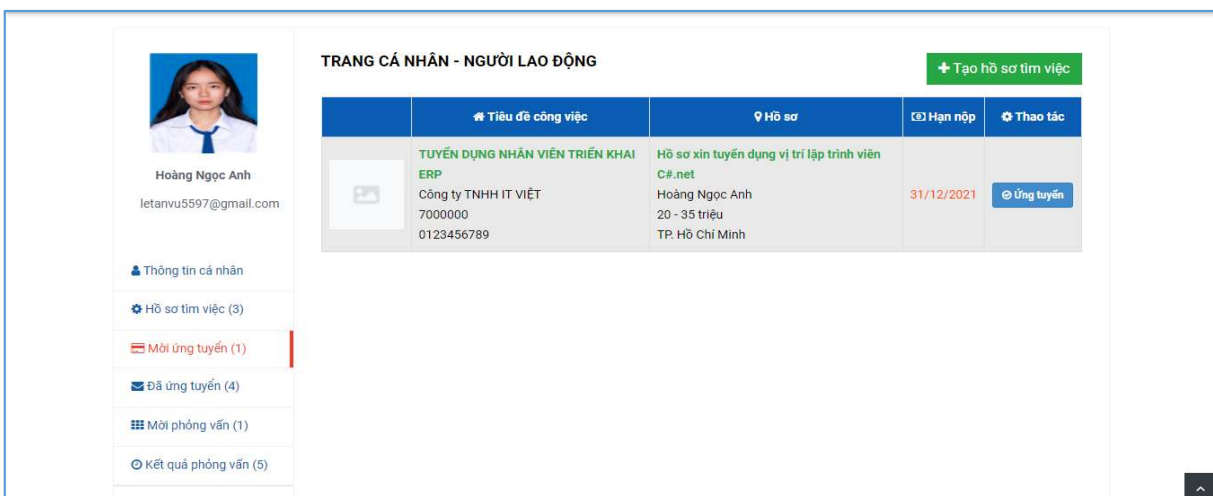 TRANG CÁ NHÂN - NGƯỜI LAO ĐỘNG
Tạo hồ sơ tìm việc
Hoàng Ngọc Anh
letanvu5597@gmail.com
Thông tin cá nhân
Hồ sơ tìm việc (3)
Mời ứng tuyển (1)
Đã ứng tuyển (4)
Mời phỏng vấn (1)
Kết quả phỏng vấn (5)
Tiêu đề công việc
Hồ sơ
Hạn nộp
Thao tác
TUYỂN DỤNG NHÂN VIÊN TRIỂN KHAI
ERP
Công ty TNHH IT VIỆT
7000000
0123456789
Hồ sơ xin tuyển dụng vị trí lập trình viên
C#.net
Hoàng Ngọc Anh
20 - 35 triệu
TP. Hồ Chí Minh
31/12/2021
Ứng tuyển